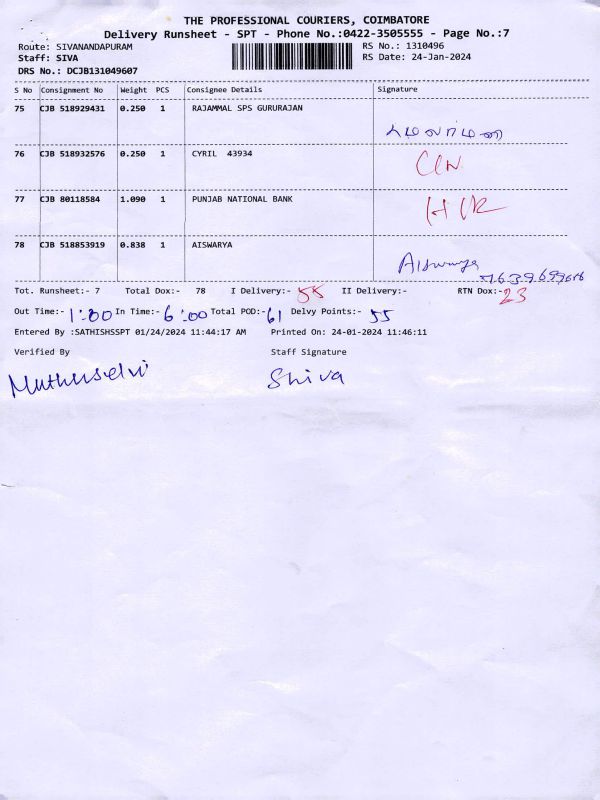 THE PROFESSIONAL COURIERS, COIMBATORE
Delivery Runsheet - SPT - Phone No.:0422-3505555 - Page No.:7
Route: SIVANANDAPURAM RS No.: 1310496
Staff: SIVA RS Date: 24-Jan-2024
DRS No.: DCJB131049607
S No Consignment No Weight PCS Consignee Details Signature
75 CJB 518929431 0.250 1 RAJAMMAL SPS GURURAJAN
76 CJB 518932576 0.250 1 CYRIL 43934
77 CJB 80118584 1.090 1 PUNJAB NATIONAL BANK
78 CJB 518853919 0.838 1 AISWARYA Aiswarya
Tot. Runsheet:- 7 Total Dox:- 78 I Delivery:- 55 II Delivery:- RTN Dox:- 23
Out Time:- 1:00 In Time:- 6:00 Total POD:- 61 Delvy Points:- 55
Entered By :SATHISHSSPT 01/24/2024 11:44:17 AM Printed On: 24-01-2024 11:46:11
Verified By Staff Signature
Muthuselvi Shiva